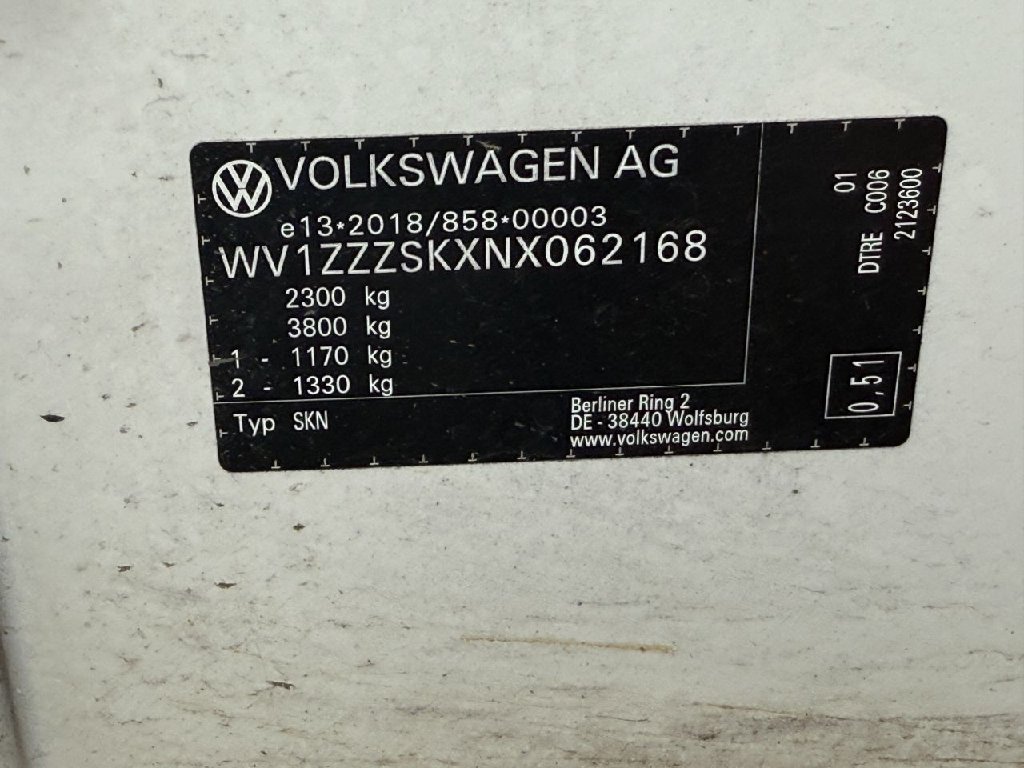 VOLKSWAGEN AG
e13*2018/858*00003
WV1ZZZSKXNX062168
2300 kg
3800 kg
1 - 1170 kg
2 - 1330 kg
Typ SKN
Berliner Ring 2
DE - 38440 Wolfsburg
www.volkswagen.com
01
DTRE C006
2123600
0,51